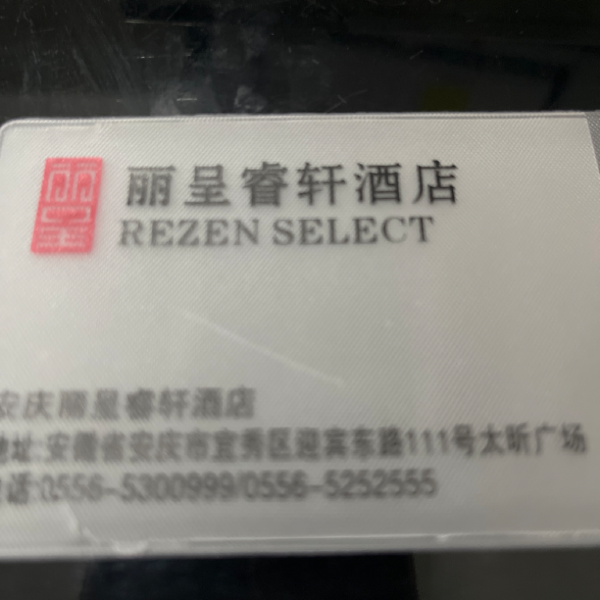 丽呈
丽呈睿轩酒店
REZEN SELECT
安庆丽呈睿轩酒店
地址:安徽省安庆市宜秀区迎宾东路111号太昕广场
电话:0556-5300999/0556-5252555